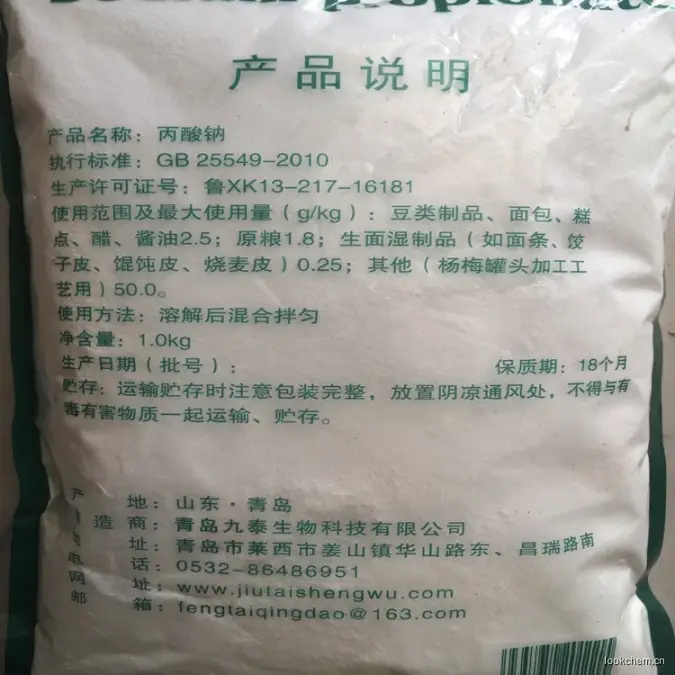 Sodium propionate
产品说明
产品名称：丙酸钠
执行标准：GB 25549-2010
生产许可证号：鲁XK13-217-16181
使用范围及最大使用量（g/kg）：豆类制品、面包、糕
点、醋、酱油2.5；原粮1.8；生面湿制品（如面条、饺
子皮、馄饨皮、烧麦皮）0.25；其他（杨梅罐头加工工
艺用）50.0。
使用方法：溶解后混合拌匀
净含量：1.0kg
生产日期（批号）： 保质期：18个月
贮存：运输贮存时注意包装完整，放置阴凉通风处，不得与有
毒有害物质一起运输、贮存。
产 地：山东·青岛
造商：青岛九泰生物科技有限公司
址：青岛市莱西市姜山镇华山路东、昌瑞路南
电 话：0532-86486951
网 址：www.jiutaishengwu.com
邮 箱：fengtaiqingdao@163.com
lookchem.cn